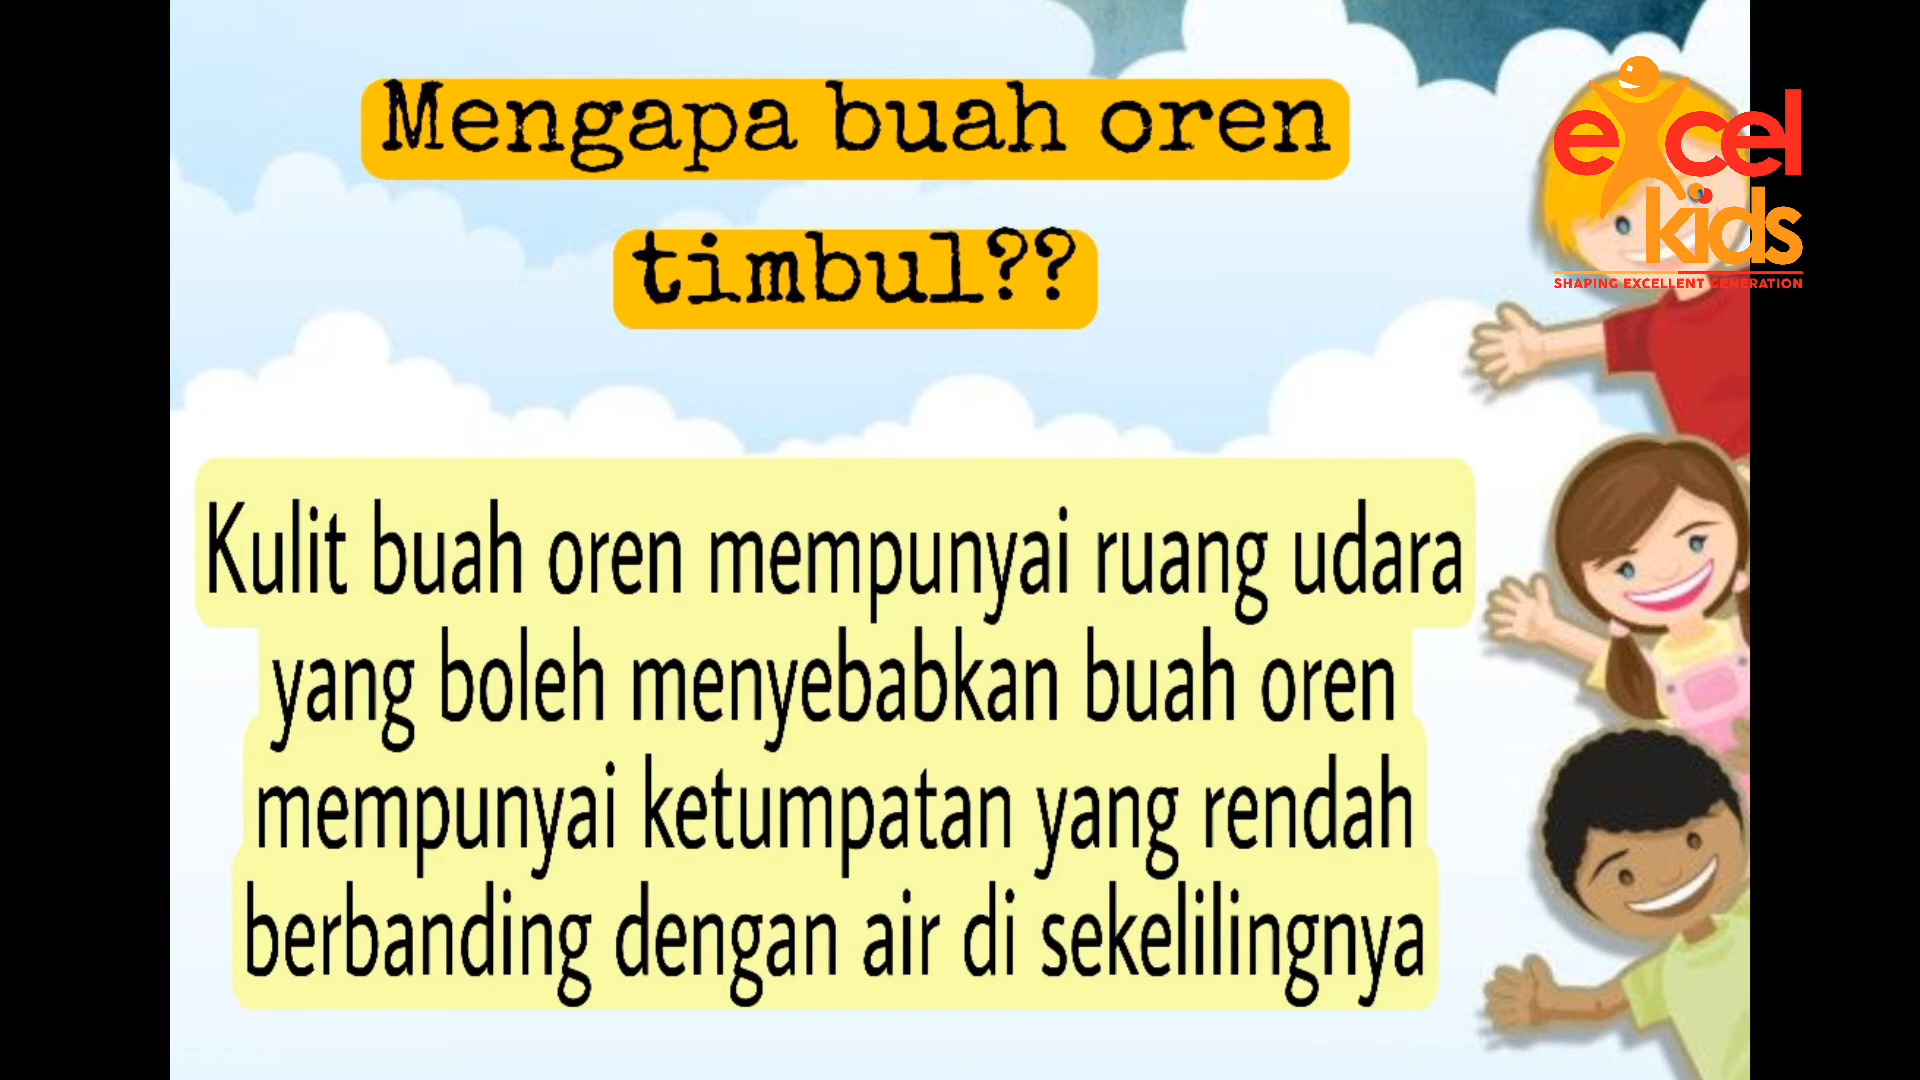 Mengapa buah oren
timbul??
excel
kids
SHAPING EXCELLENT GENERATION
Kulit buah oren mempunyai ruang udara
yang boleh menyebabkan buah oren
mempunyai ketumpatan yang rendah
berbanding dengan air di sekelilingnya